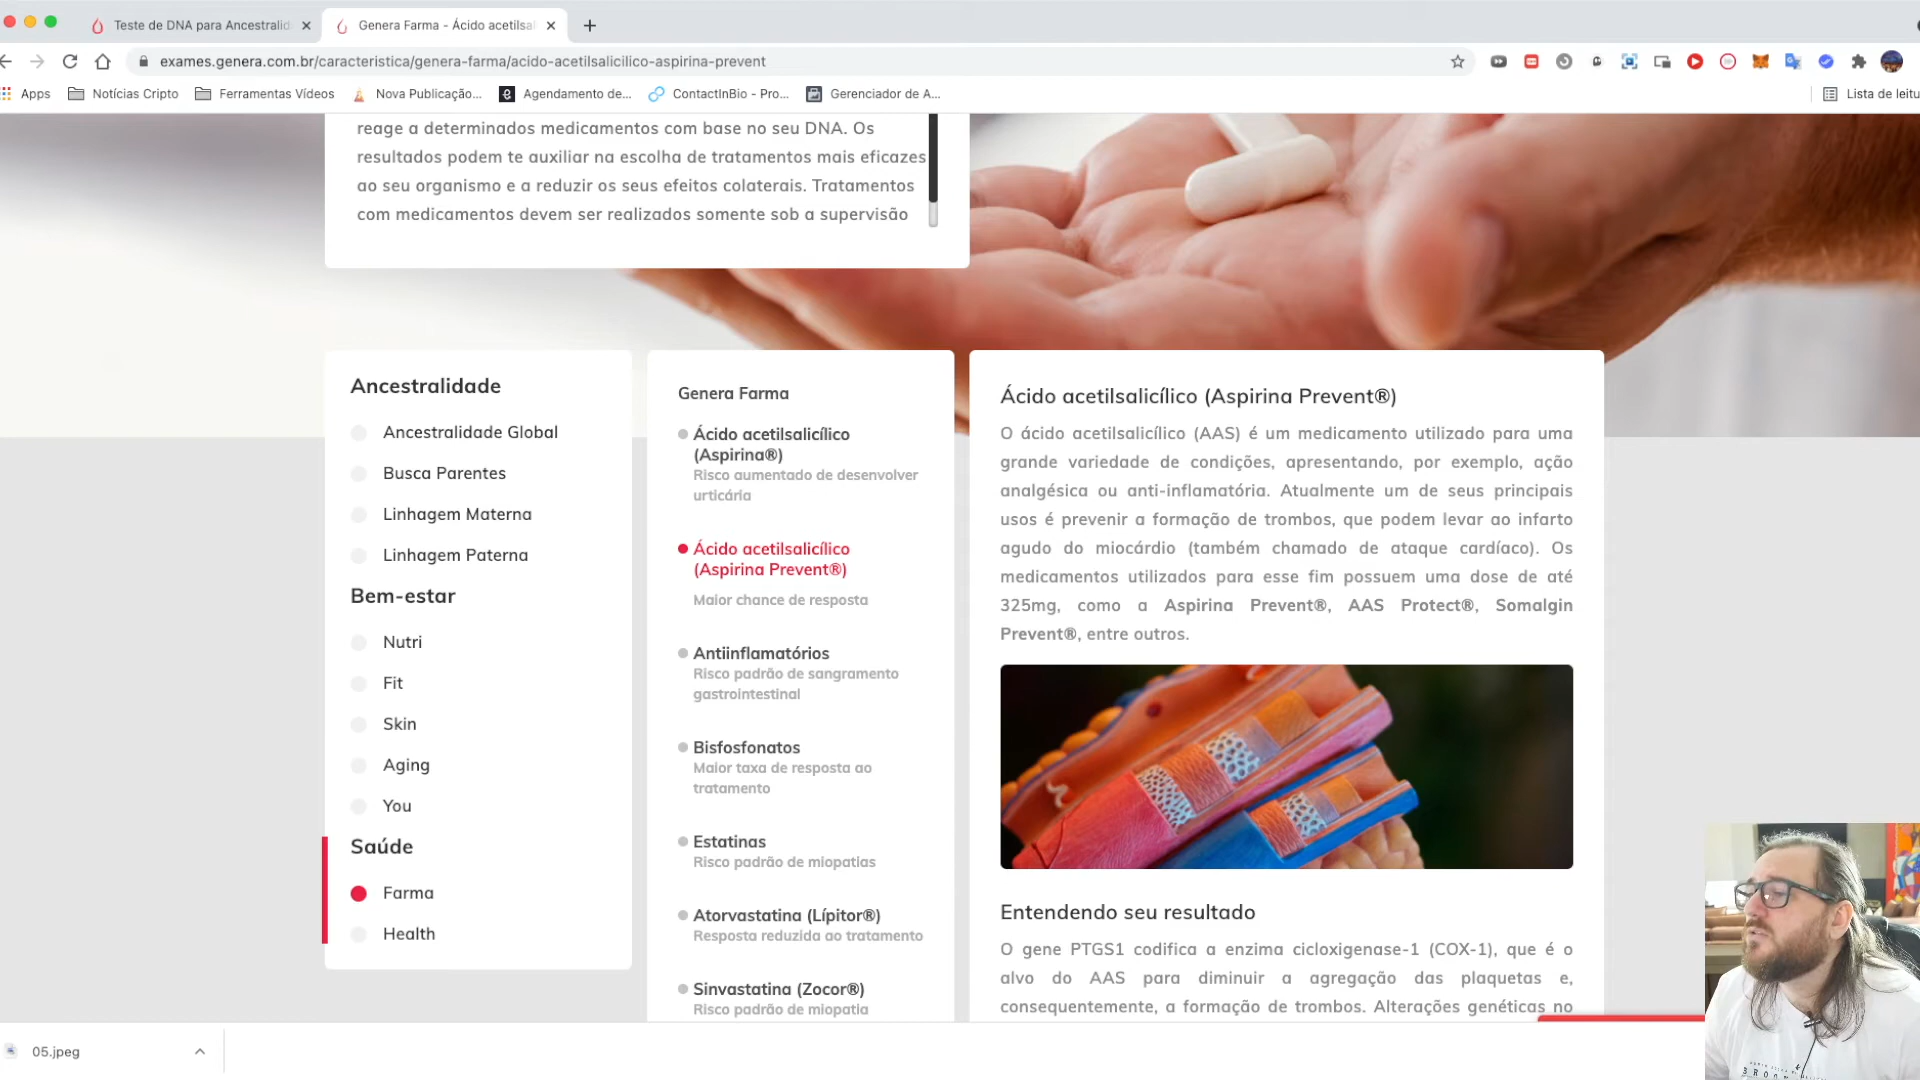 Teste de DNA para Ancestralid
Genera Farma - Ácido acetilsal
exames.genera.com.br/caracteristica/genera-farma/acido-acetilsalicilico-aspirina-prevent
Apps
Notícias Cripto
Ferramentas Vídeos
Nova Publicação...
Agendamento de...
ContactInBio - Pro...
Gerenciador de A...
Lista de leitu
reage a determinados medicamentos com base no seu DNA. Os
resultados podem te auxiliar na escolha de tratamentos mais eficazes
ao seu organismo e a reduzir os seus efeitos colaterais. Tratamentos
com medicamentos devem ser realizados somente sob a supervisão
Ancestralidade
Ancestralidade Global
Busca Parentes
Linhagem Materna
Linhagem Paterna
Bem-estar
Nutri
Fit
Skin
Aging
You
Saúde
Farma
Health
Genera Farma
Ácido acetilsalicílico
(Aspirina®)
Risco aumentado de desenvolver
urticária
Ácido acetilsalicílico
(Aspirina Prevent®)
Maior chance de resposta
Antiinflamatórios
Risco padrão de sangramento
gastrointestinal
Bisfosfonatos
Maior taxa de resposta ao
tratamento
Estatinas
Risco padrão de miopatias
Atorvastatina (Lípitor®)
Resposta reduzida ao tratamento
Sinvastatina (Zocor®)
Risco padrão de miopatia
Ácido acetilsalicílico (Aspirina Prevent®)
O ácido acetilsalicílico (AAS) é um medicamento utilizado para uma
grande variedade de condições, apresentando, por exemplo, ação
analgésica ou anti-inflamatória. Atualmente um de seus principais
usos é prevenir a formação de trombos, que podem levar ao infarto
agudo do miocárdio (também chamado de ataque cardíaco). Os
medicamentos utilizados para esse fim possuem uma dose de até
325mg, como a Aspirina Prevent®, AAS Protect®, Somalgin
Prevent®, entre outros.
Entendendo seu resultado
O gene PTGS1 codifica a enzima cicloxigenase-1 (COX-1), que é o
alvo do AAS para diminuir a agregação das plaquetas e,
consequentemente, a formação de trombos. Alterações genéticas no
05.jpeg